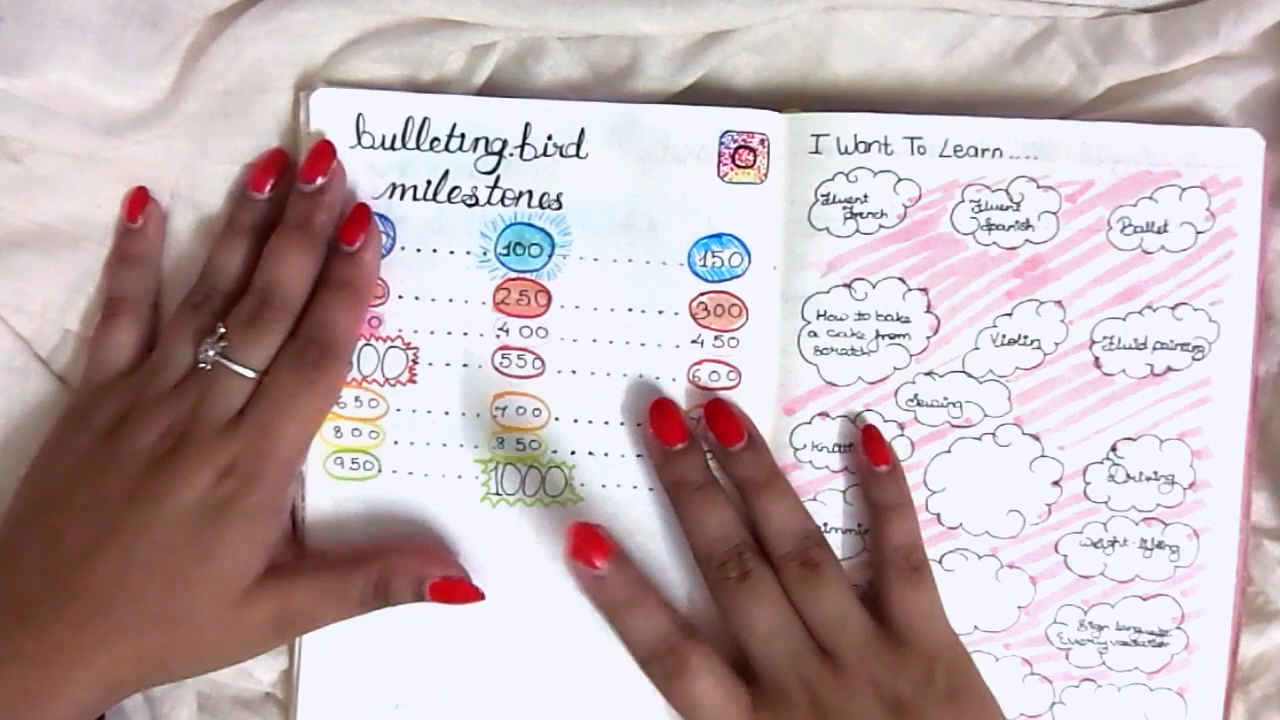 bulleting.bird
milestones
100 150
250 300
400 450
550 600
650 700
800 850
950 1000
I Want To Learn....
Fluent
French
Fluent
Spanish
Ballet
How to bake
a cake from
scratch
Violin
Fluid painting
Sewing
Driving
Weight-lifting
Sign language